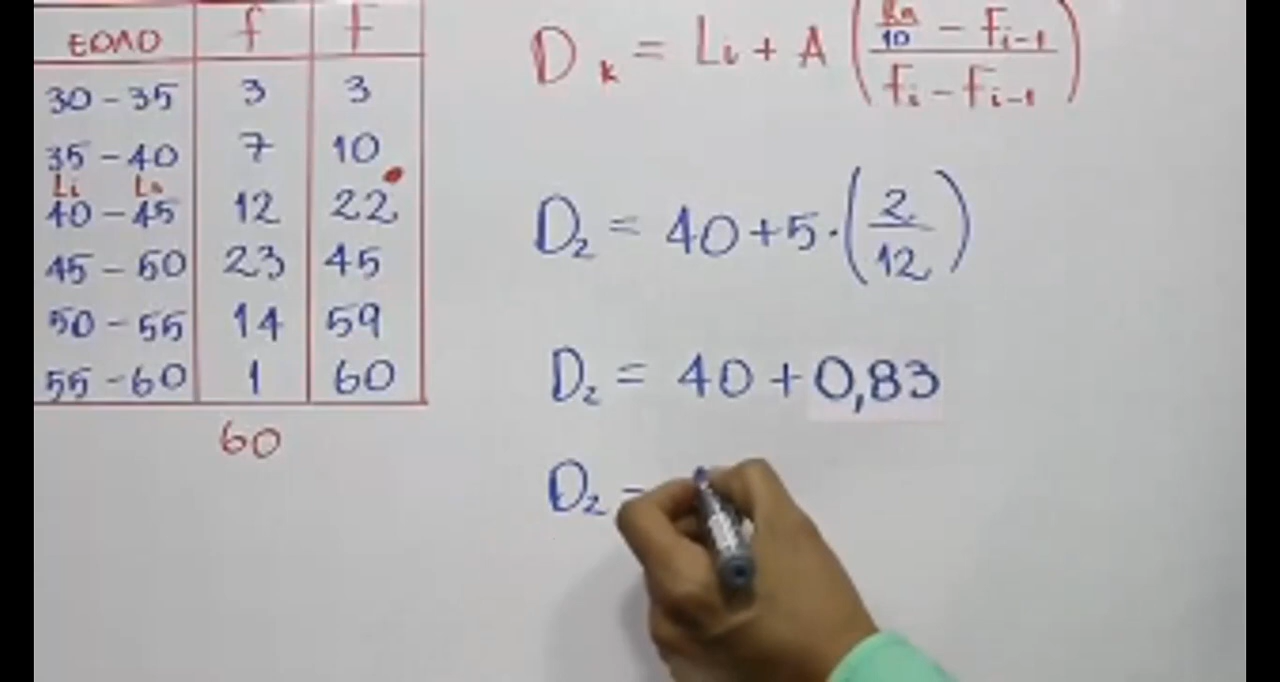 EDAD f F
30-35 3 3
35-40 7 10
Li Ls
40-45 12 22
45-50 23 45
50-55 14 59
55-60 1 60
60
Dk = Li + A (kn/10 - Fi-1 / Fi - Fi-1)
D2 = 40+5·(2/12)
D2 = 40+0,83
D2 =